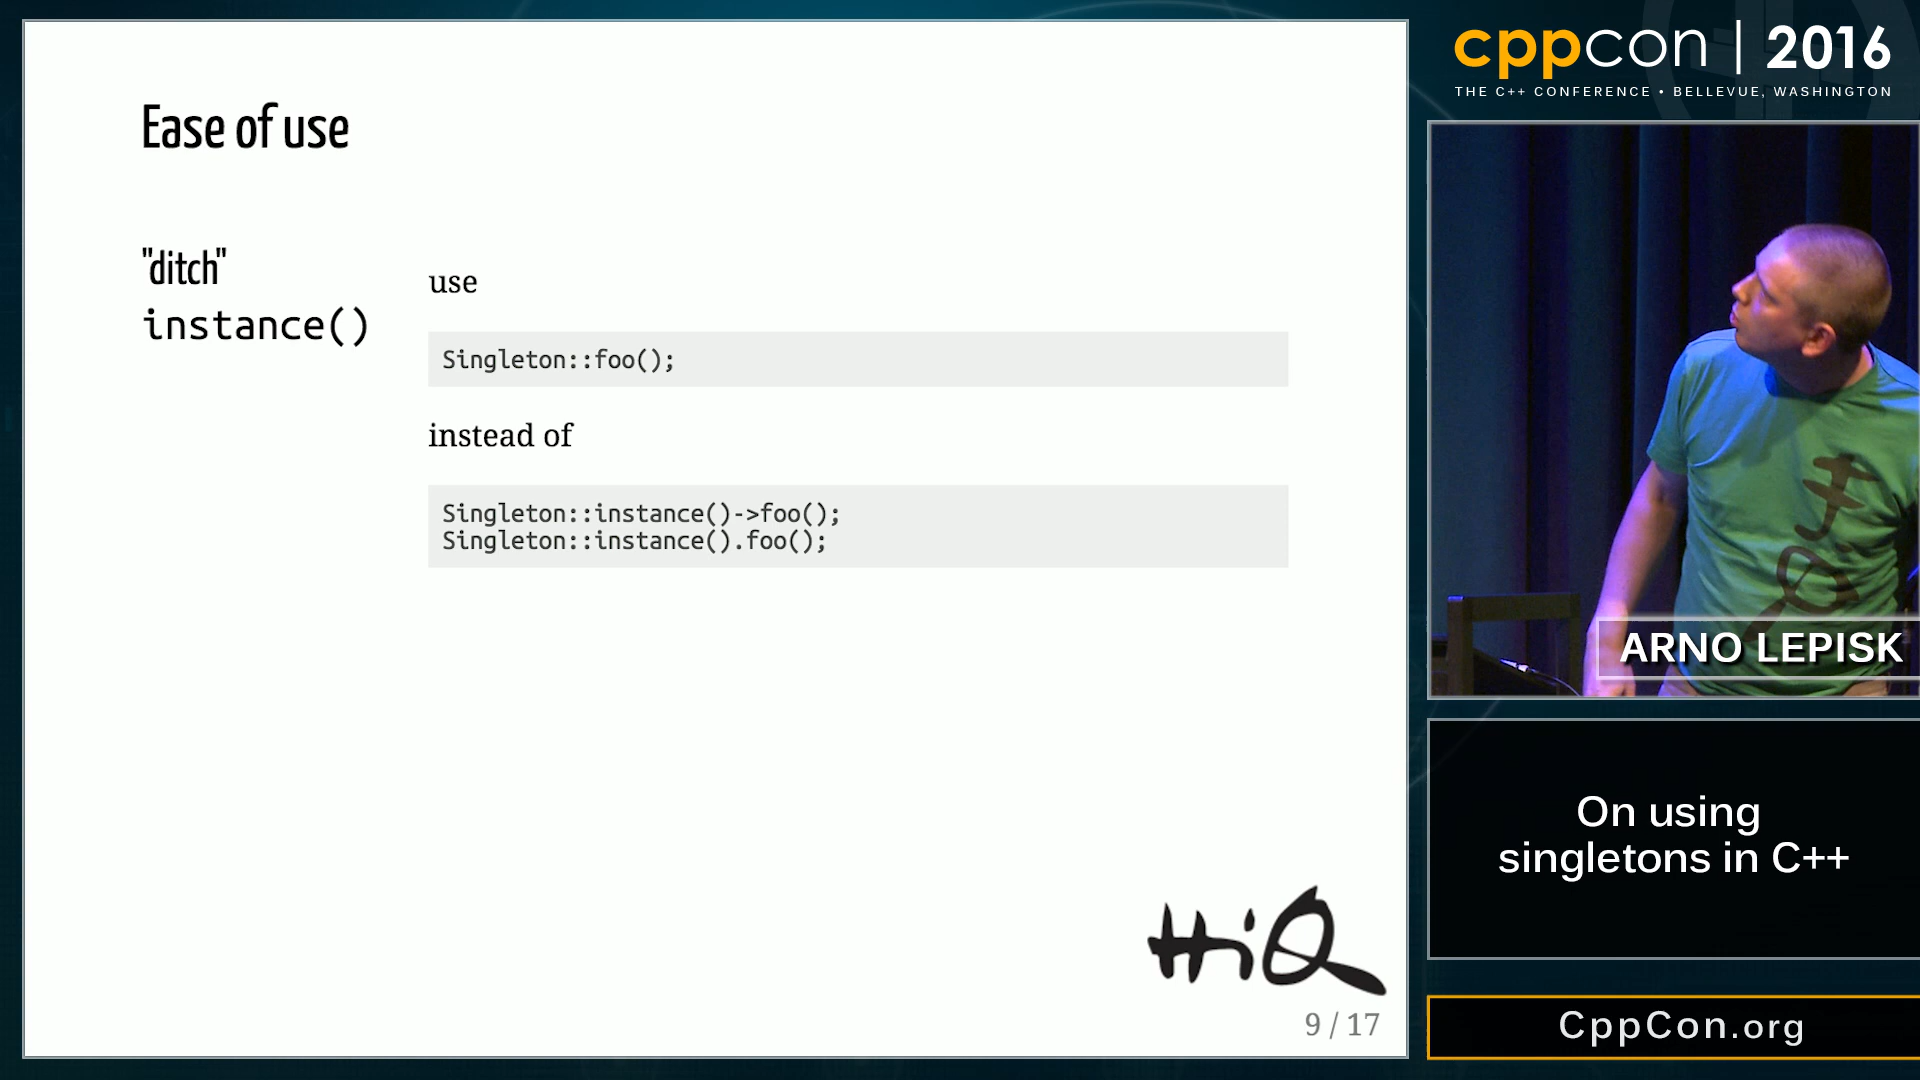 Ease of use
"ditch"
instance()
use
Singleton::foo();
instead of
Singleton::instance()->foo();
Singleton::instance().foo();
HiQ
9 / 17
cppcon | 2016
THE C++ CONFERENCE • BELLEVUE, WASHINGTON
ARNO LEPISK
On using
singletons in C++
CppCon.org